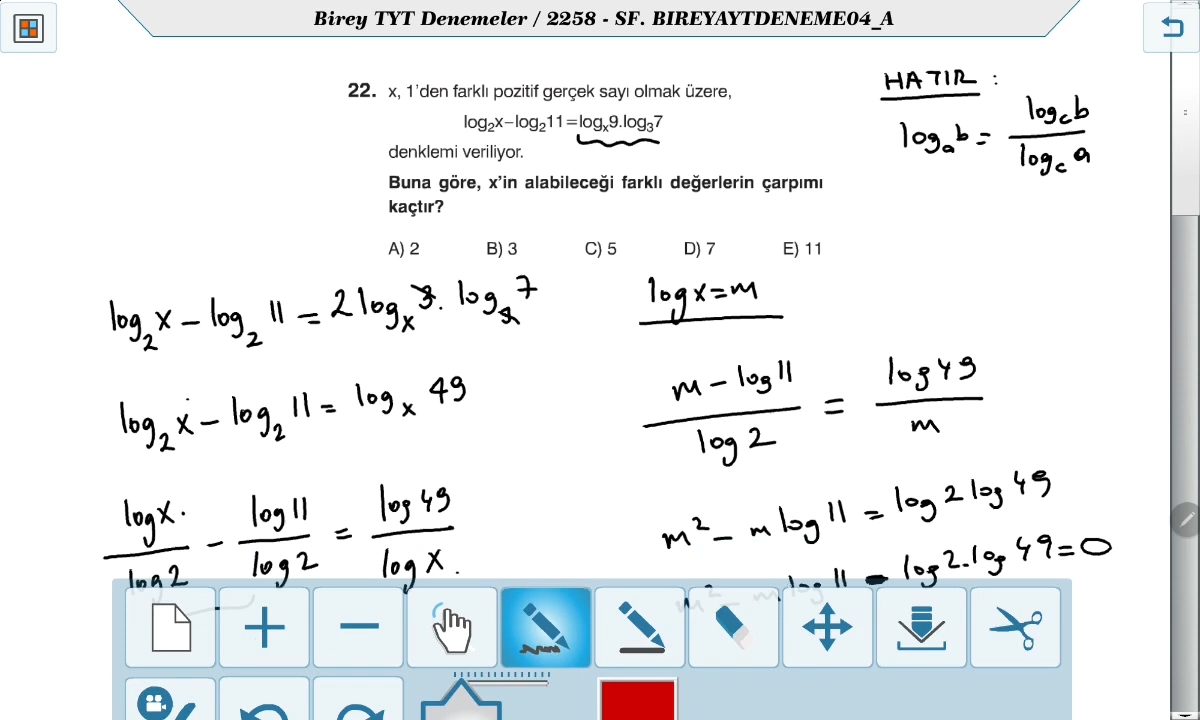 Birey TYT Denemeler / 2258 - SF. BIREYAYTDENEME04_A
22. x, 1'den farklı pozitif gerçek sayı olmak üzere,
log₂x–log₂11=logₓ9.log₃7
denklemi veriliyor.
Buna göre, x'in alabileceği farklı değerlerin çarpımı
kaçtır?
A) 2 B) 3 C) 5 D) 7 E) 11
HATIR :
logₐb = log_c b / log_c a
log₂x – log₂11 = 2logₓ3 . log₃7
log₂x – log₂11 = logₓ49
logx / log2 – log11 / log2 = log49 / logx
logx=m
m – log11 / log2 = log49 / m
m² – m log11 = log2 log49
m² – m log11 – log2.log49=0